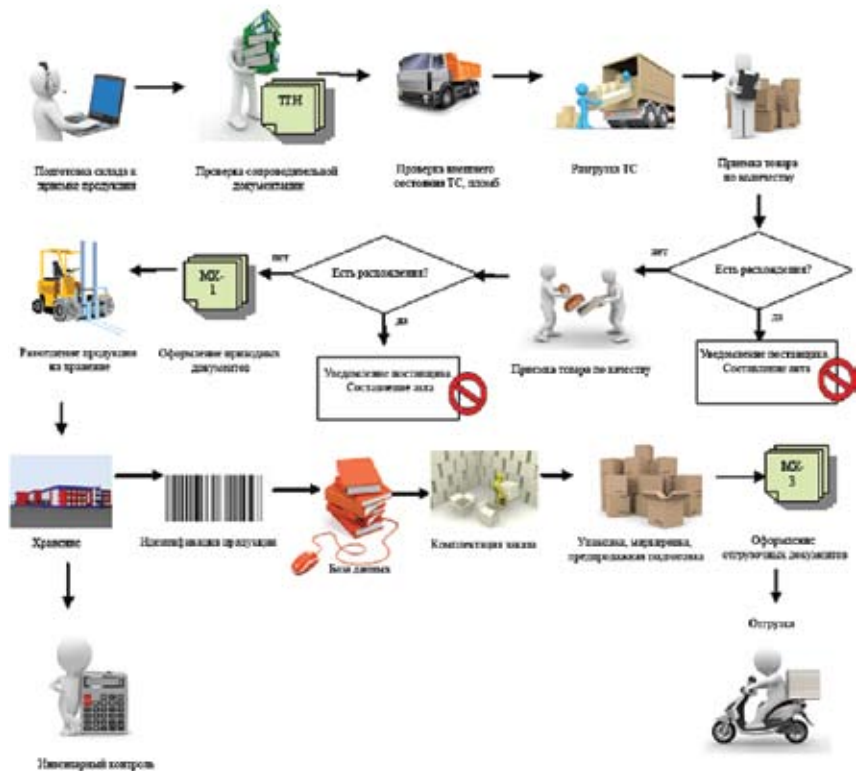 ТТН
Подготовка склада к
приемке продукции
Проверка сопроводительной
документации
Проверка внешнего
состояния ТС, пломб
Разгрузка ТС
Приемка товара
по количеству
Есть расхождения?
нет
да
Уведомление поставщика
Составление акта
Приемка товара по качеству
Есть расхождения?
нет
да
Уведомление поставщика
Составление акта
МХ-
1
Оформление приходных
документов
Размещение продукции
на хранение
Хранение
Идентификация продукции
База данных
Комплектация заказа
Упаковка, маркировка,
предпродажная подготовка
МХ-
3
Оформление
отгрузочных документов
Отгрузка
Инвентарный контроль